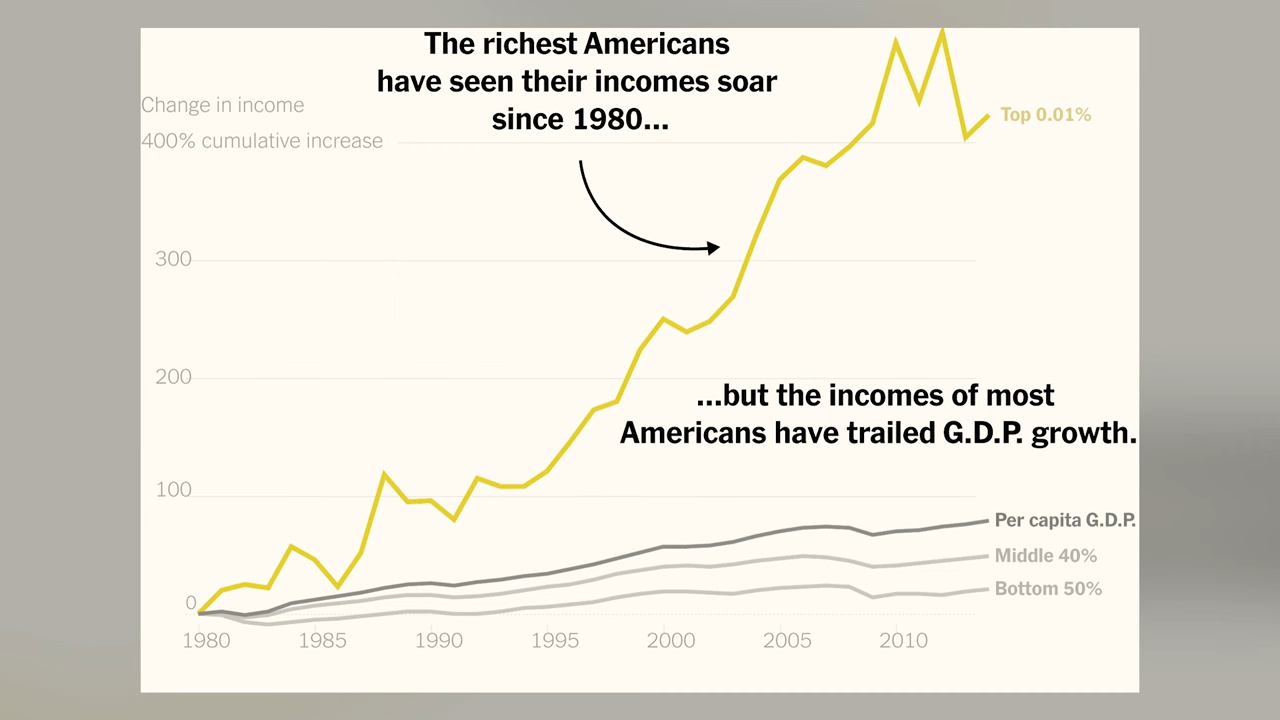 The richest Americans
have seen their incomes soar
since 1980...
Change in income
400% cumulative increase
Top 0.01%
300
200
...but the incomes of most
Americans have trailed G.D.P. growth.
100
Per capita G.D.P.
Middle 40%
Bottom 50%
0
1980 1985 1990 1995 2000 2005 2010